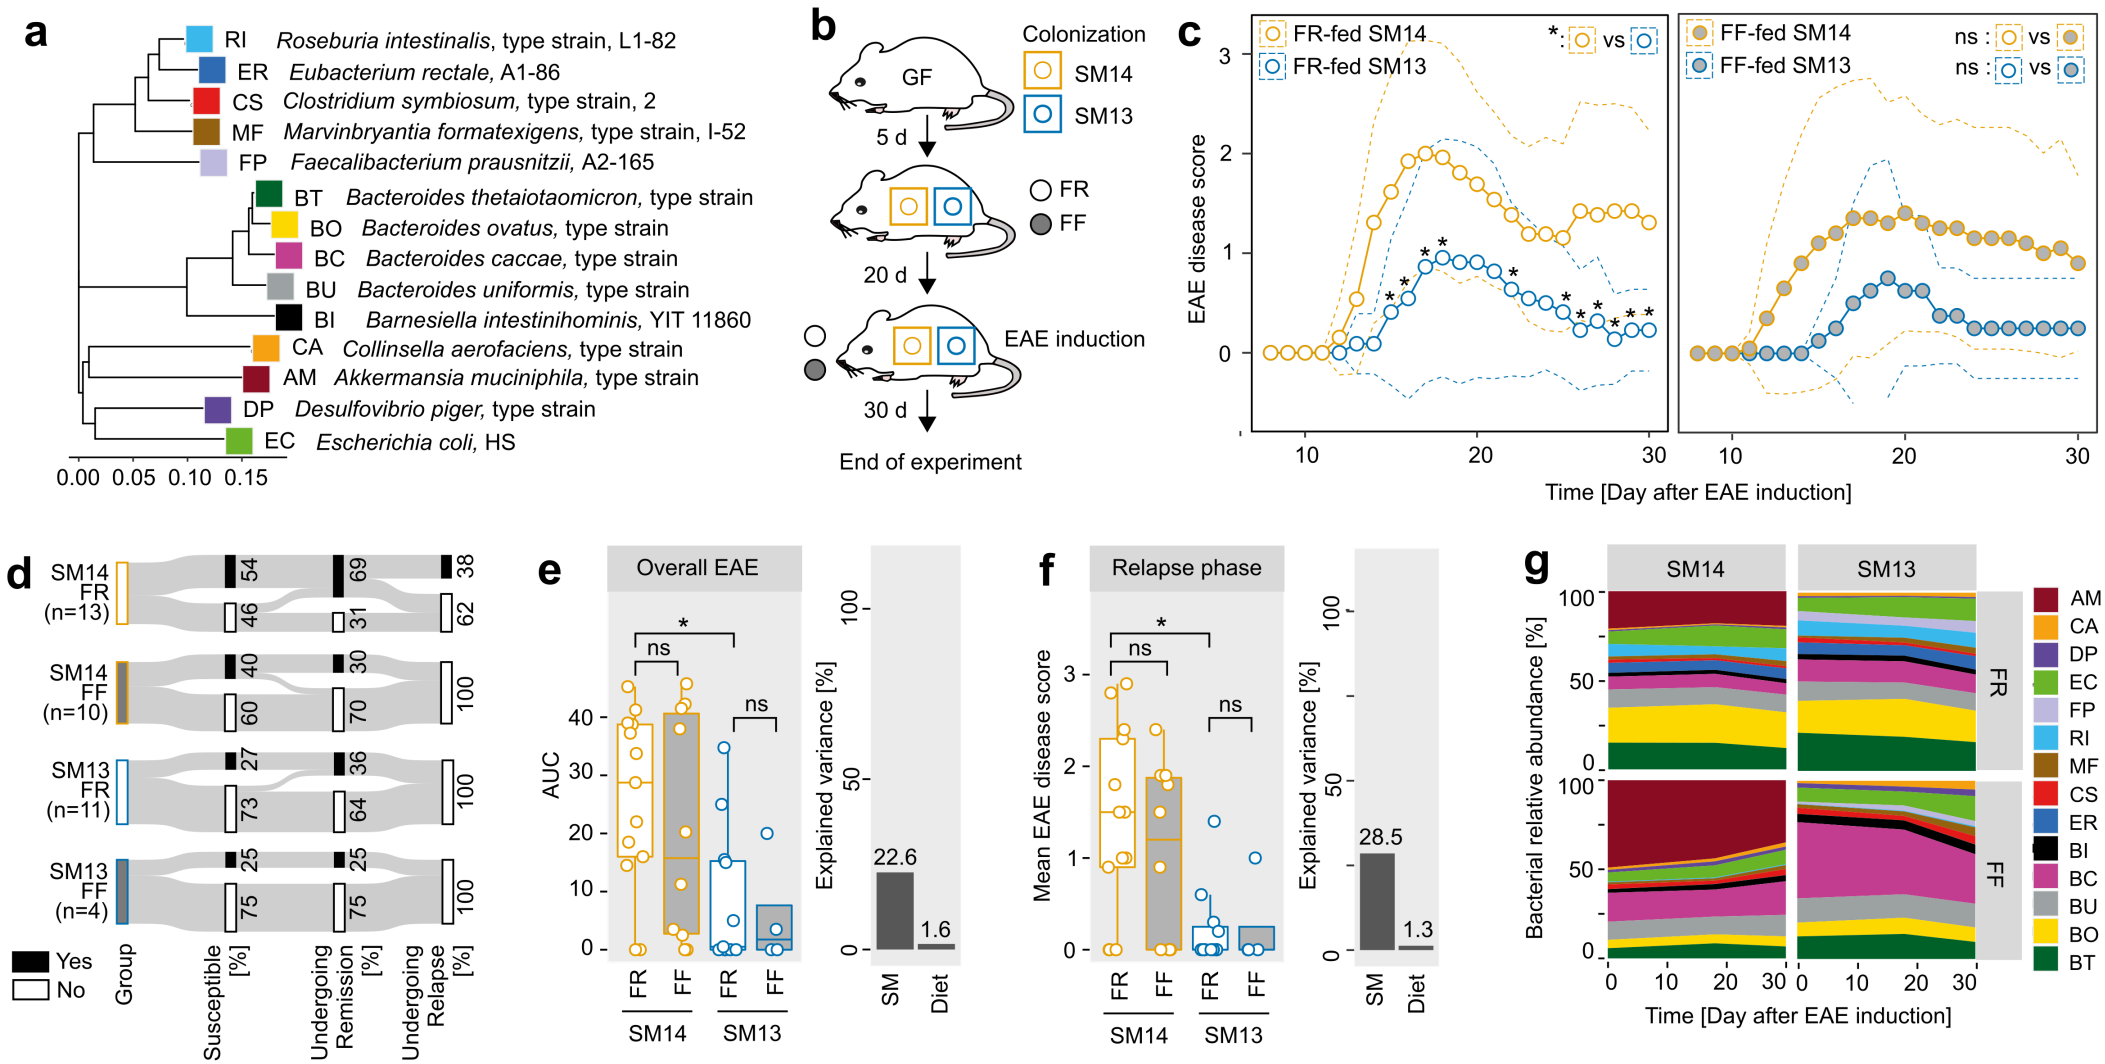 a
RI Roseburia intestinalis, type strain, L1-82
ER Eubacterium rectale, A1-86
CS Clostridium symbiosum, type strain, 2
MF Marvinbryantia formatexigens, type strain, I-52
FP Faecalibacterium prausnitzii, A2-165
BT Bacteroides thetaiotaomicron, type strain
BO Bacteroides ovatus, type strain
BC Bacteroides caccae, type strain
BU Bacteroides uniformis, type strain
BI Barnesiella intestinihominis, YIT 11860
CA Collinsella aerofaciens, type strain
AM Akkermansia muciniphila, type strain
DP Desulfovibrio piger, type strain
EC Escherichia coli, HS
0.00 0.05 0.10 0.15
b
Colonization
GF
SM14
SM13
5 d
FR
FF
20 d
EAE induction
30 d
End of experiment
c
EAE disease score
3
2
1
0
FR-fed SM14
FR-fed SM13
*: vs
* * * * * * * * * *
10 20 30
FF-fed SM14
FF-fed SM13
ns : vs
ns : vs
10 20 30
Time [Day after EAE induction]
d
SM14
FR
(n=13)
54 69 38
46 31 62
SM14
FF
(n=10)
40 30
60 70 100
SM13
FR
(n=11)
27 36
73 64 100
SM13
FF
(n=4)
25 25
75 75 100
Yes
No
Group
Susceptible
[%]
Undergoing
Remission
[%]
Undergoing
Relapse
[%]
e
Overall EAE
*
ns
ns
AUC
40
30
20
10
0
FR FF FR FF
SM14 SM13
Explained variance [%]
100
50
0
22.6
1.6
SM Diet
f
Relapse phase
*
ns
ns
Mean EAE disease score
3
2
1
0
FR FF FR FF
SM14 SM13
Explained variance [%]
100
50
0
28.5
1.3
SM Diet
g
SM14 SM13
Bacterial relative abundance [%]
100
50
0
FR
100
50
0
FF
0 10 20 30 0 10 20 30
Time [Day after EAE induction]
AM
CA
DP
EC
FP
RI
MF
CS
ER
BI
BC
BU
BO
BT